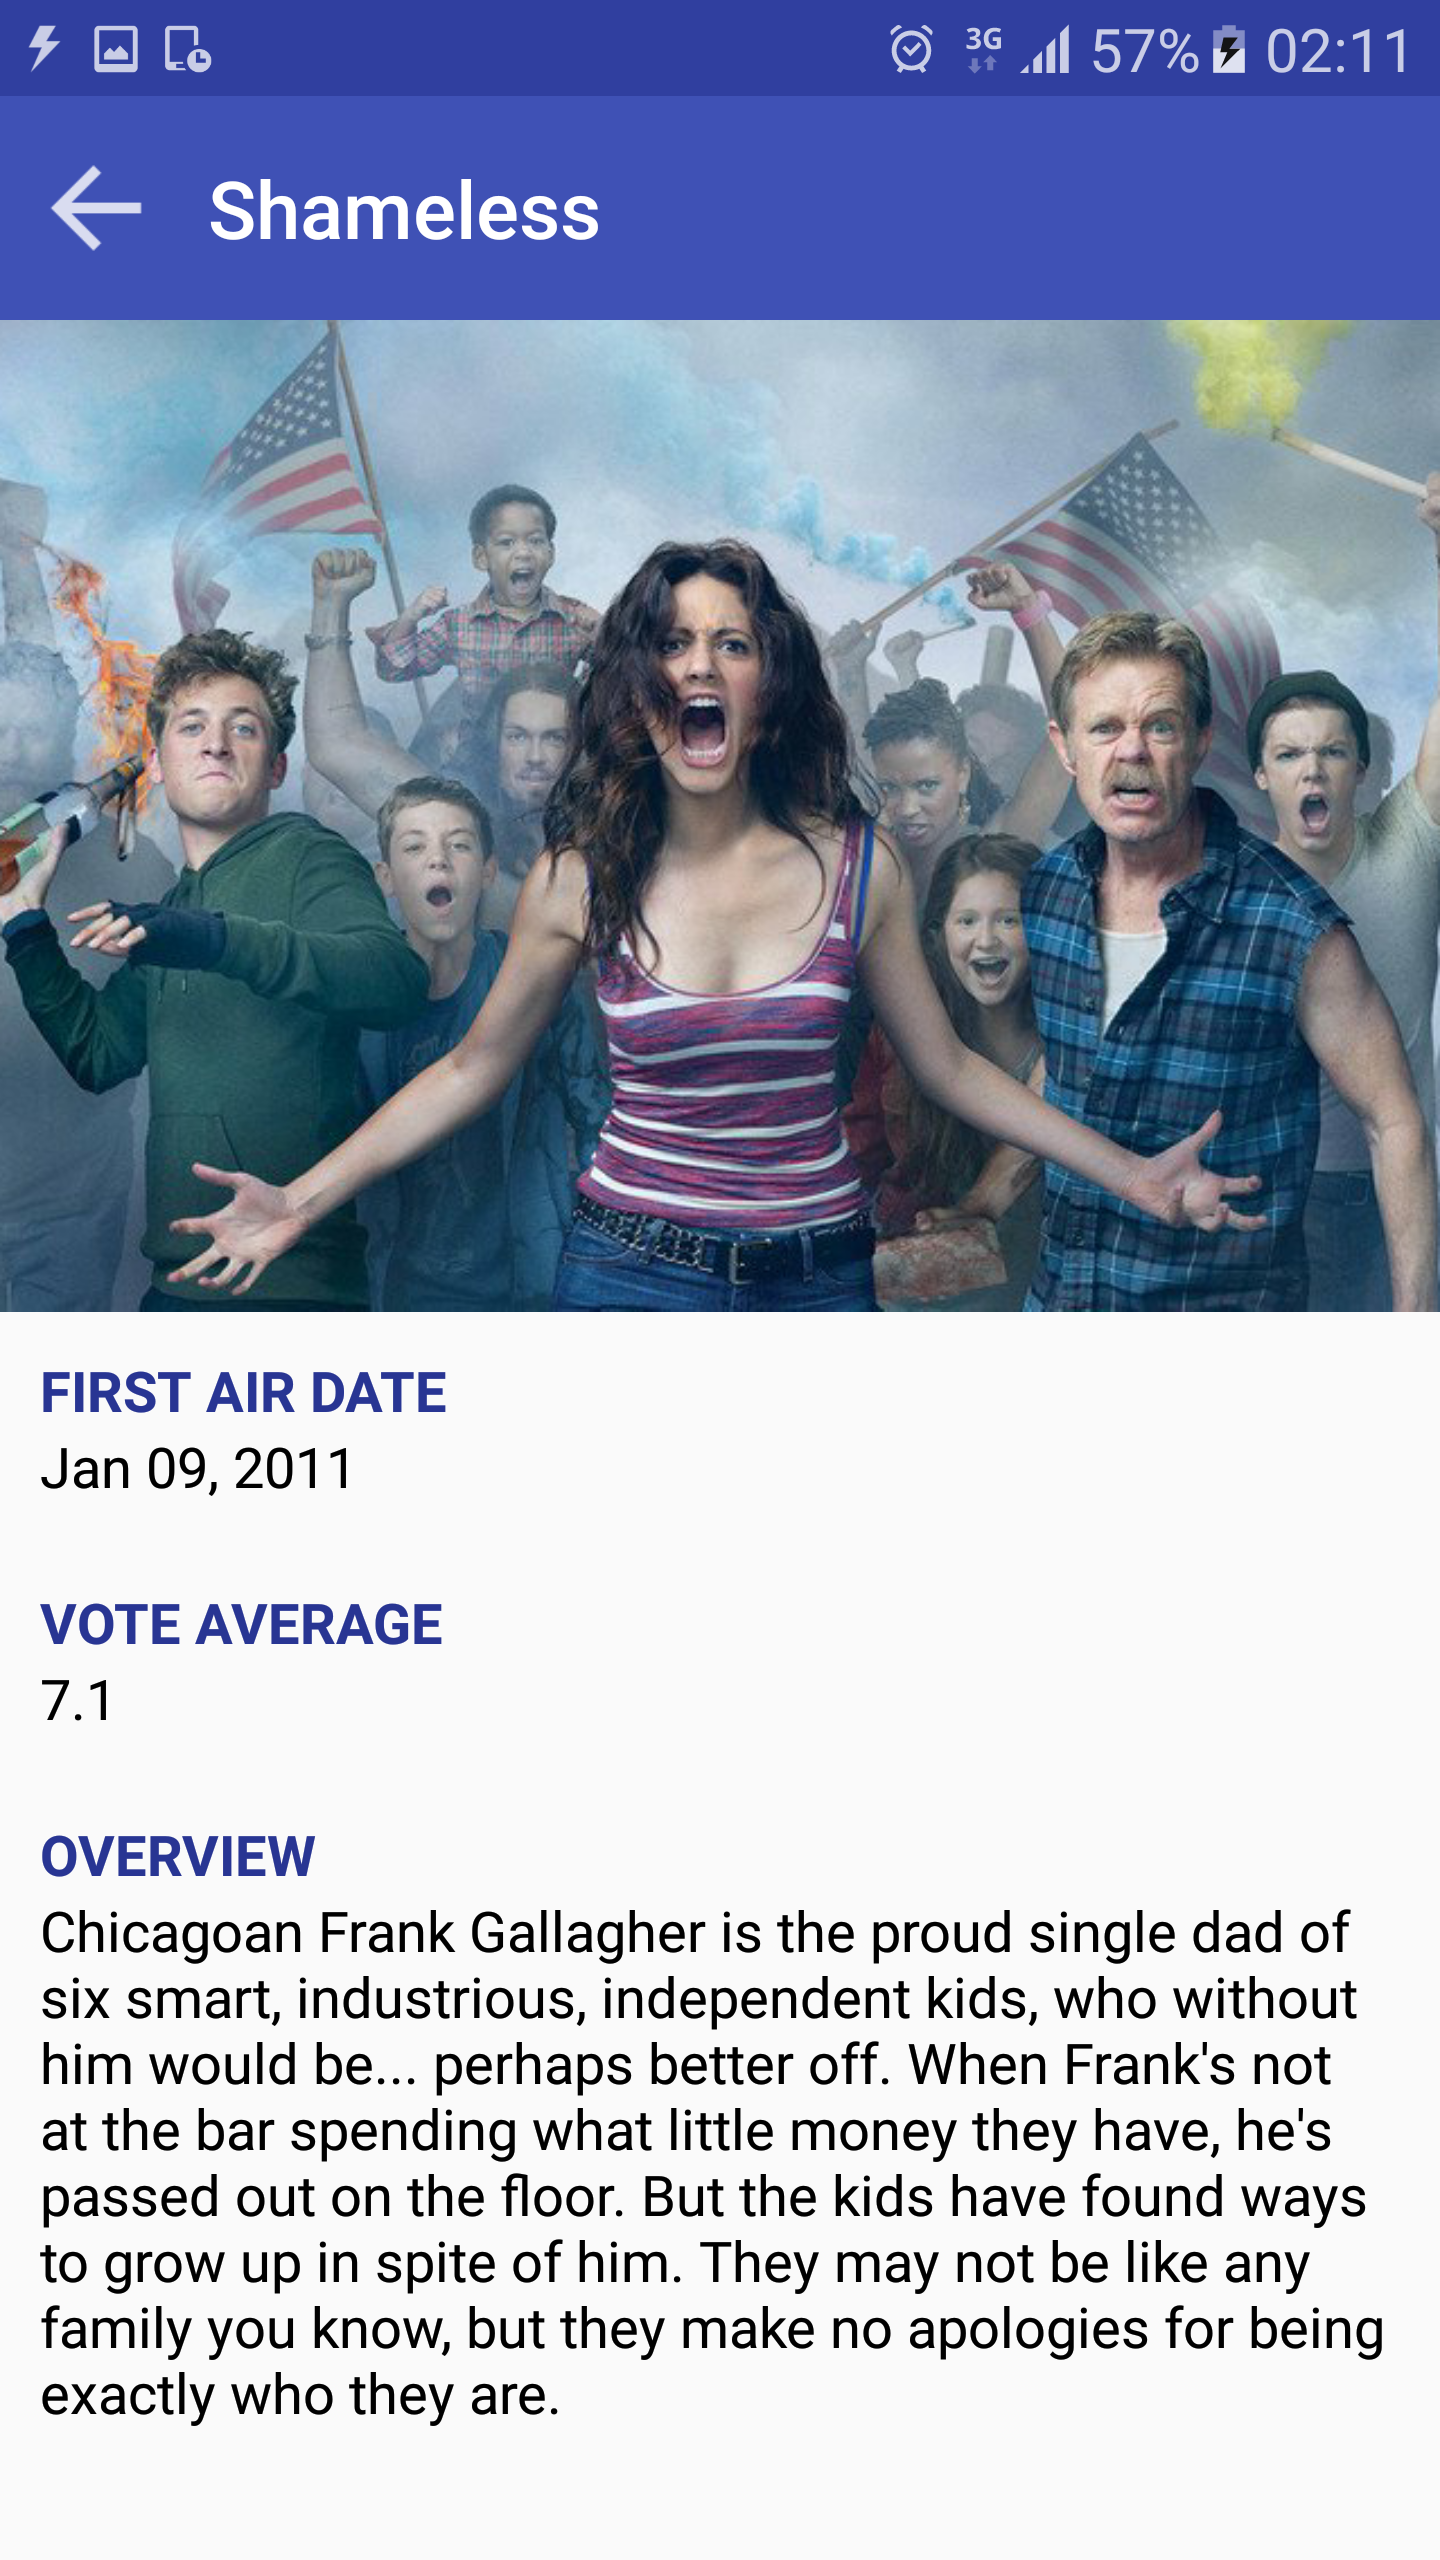 3G 57% 02:11
Shameless
FIRST AIR DATE
Jan 09, 2011
VOTE AVERAGE
7.1
OVERVIEW
Chicagoan Frank Gallagher is the proud single dad of
six smart, industrious, independent kids, who without
him would be... perhaps better off. When Frank's not
at the bar spending what little money they have, he's
passed out on the floor. But the kids have found ways
to grow up in spite of him. They may not be like any
family you know, but they make no apologies for being
exactly who they are.